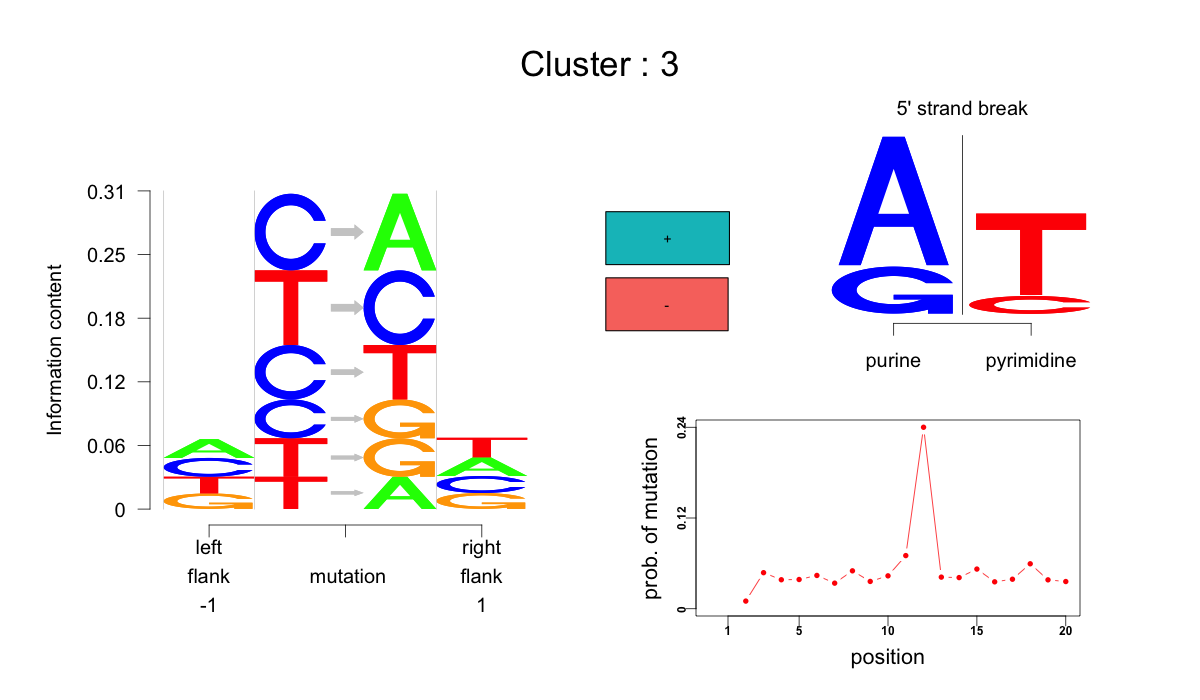 Cluster : 3
5' strand break
Information content
0.31
0.25
0.18
0.12
0.06
0
C A
T C
C T
C G
T G
T A
A
C
T
G
T
A
C
G
left
flank
-1
mutation
right
flank
1
+
-
A
G
T
C
purine pyrimidine
prob. of mutation
0.24
0.12
0
1 5 10 15 20
position